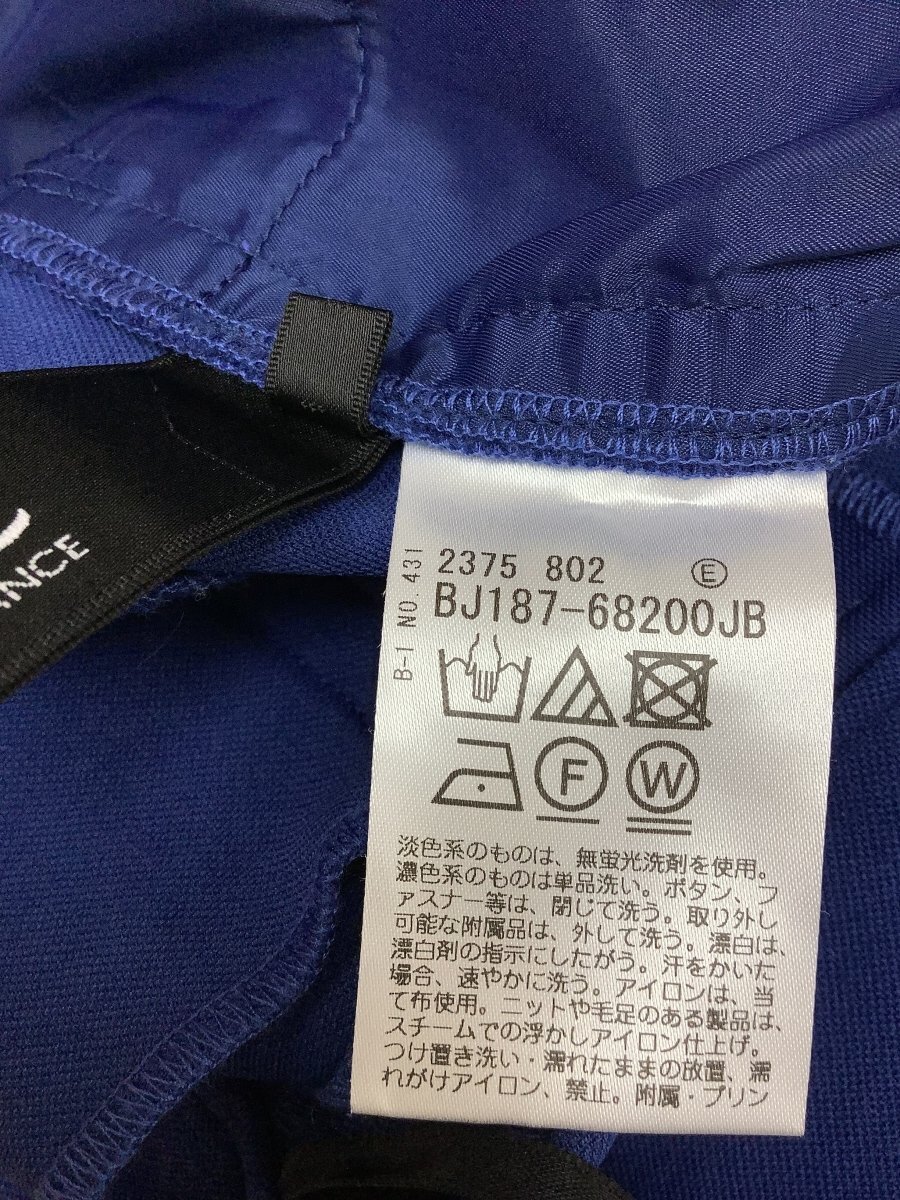 NCE
B-1 NO.431
2375 802 E
BJ187-68200JB
F W
淡色系のものは、無蛍光洗剤を使用。
濃色系のものは単品洗い。ボタン、フ
ァスナー等は、閉じて洗う。取り外し
可能な附属品は、外して洗う。漂白は、
漂白剤の指示にしたがう。汗をかいた
場合、速やかに洗う。アイロンは、当
て布使用。ニットや毛足のある製品は、
スチームでの浮かしアイロン仕上げ。
つけ置き洗い・濡れたままの放置、濡
れがけアイロン、禁止。附属・プリン